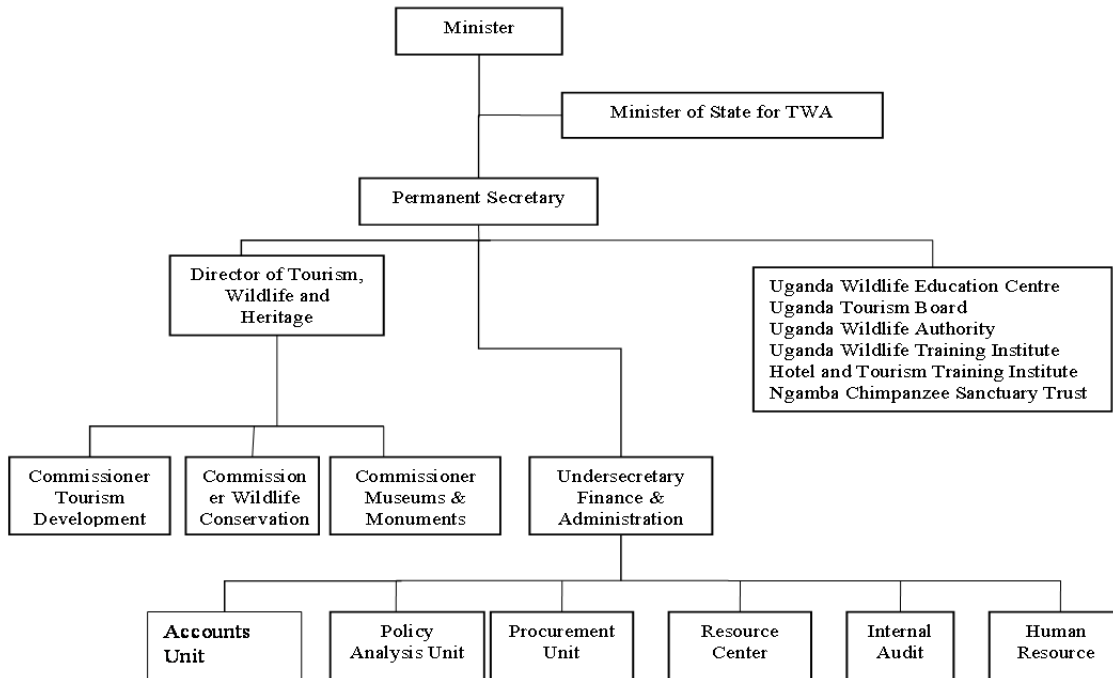 Minister
Minister of State for TWA
Permanent Secretary
Director of Tourism,
Wildlife and
Heritage
Uganda Wildlife Education Centre
Uganda Tourism Board
Uganda Wildlife Authority
Uganda Wildlife Training Institute
Hotel and Tourism Training Institute
Ngamba Chimpanzee Sanctuary Trust
Commissioner
Tourism
Development
Commission
er Wildlife
Conservation
Commissioner
Museums &
Monuments
Undersecretary
Finance &
Administration
Accounts
Unit
Policy
Analysis Unit
Procurement
Unit
Resource
Center
Internal
Audit
Human
Resource